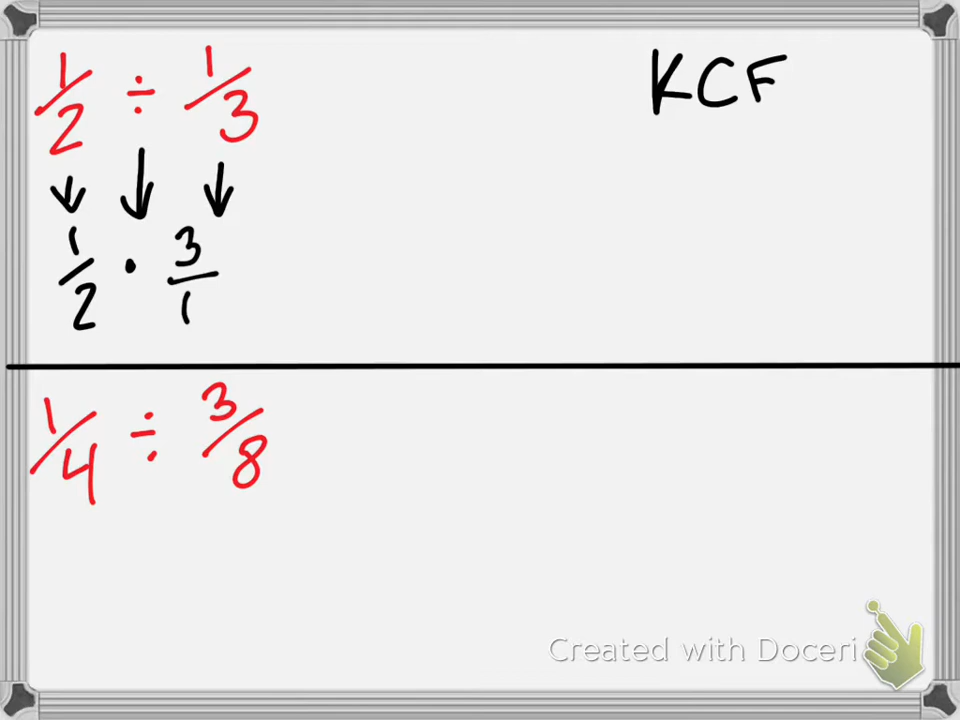 1/2 ÷ 1/3 KCF
1/2 · 3/1
1/4 ÷ 3/8
Created with Doceri